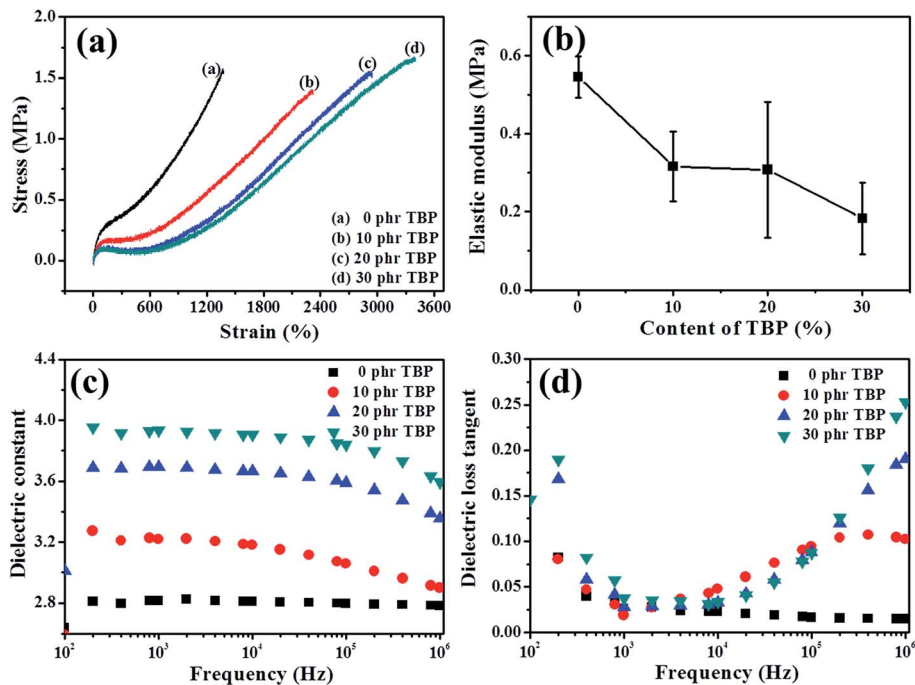 (a)
2.0
1.5
1.0
0.5
0.0
Stress (MPa)
(a)
(b)
(c)
(d)
(a) 0 phr TBP
(b) 10 phr TBP
(c) 20 phr TBP
(d) 30 phr TBP
0 600 1200 1800 2400 3000 3600
Strain (%)
(b)
0.6
0.4
0.2
0.0
Elastic modulus (MPa)
0 10 20 30
Content of TBP (%)
(c)
4.4
4.0
3.6
3.2
2.8
Dielectric constant
0 phr TBP
10 phr TBP
20 phr TBP
30 phr TBP
10² 10³ 10⁴ 10⁵ 10⁶
Frequency (Hz)
(d)
0.30
0.25
0.20
0.15
0.10
0.05
0.00
Dielectric loss tangent
0 phr TBP
10 phr TBP
20 phr TBP
30 phr TBP
10² 10³ 10⁴ 10⁵ 10⁶
Frequency (Hz)